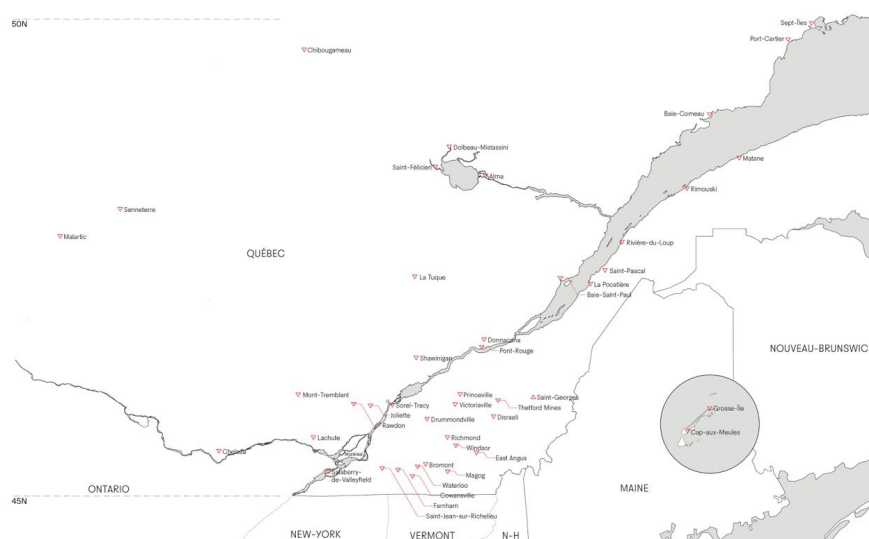 50N
Sept-Îles
Port-Cartier
Chibougameau
Baie-Comeau
Dolbeau-Mistassini
Matane
Saint-Félicien
Alma
Rimouski
Senneterre
Malartic
Rivière-du-Loup
QUÉBEC
Saint-Pascal
La Tuque
La Pocatière
Baie-Saint-Paul
Donnacona
Pont-Rouge
NOUVEAU-BRUNSWIC
Shawinigan
Mont-Tremblant
Princeville
Saint-Georges
Sorel-Tracy
Victoriaville
Thetford Mines
Grosse-Île
Joliette
Drummondville
Disraeli
Rawdon
Cap-aux-Meules
Lachute
Richmond
Windsor
Chelsea
Montréal
East Angus
Bromont
Salaberry-
de-Valleyfield
Magog
Waterloo
ONTARIO
MAINE
45N
Cowansville
Farnham
Saint-Jean-sur-Richelieu
NEW-YORK
VERMONT
N-H